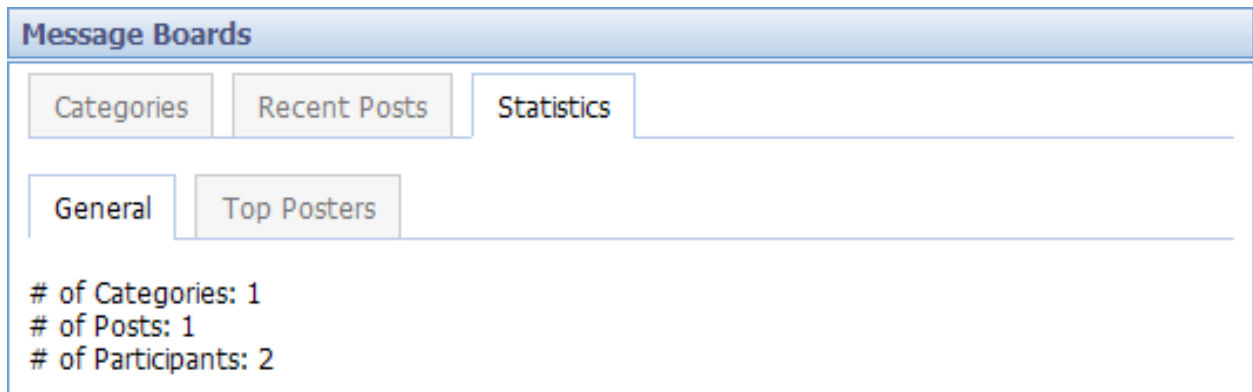 Message Boards
Categories Recent Posts Statistics
General Top Posters
# of Categories: 1
# of Posts: 1
# of Participants: 2